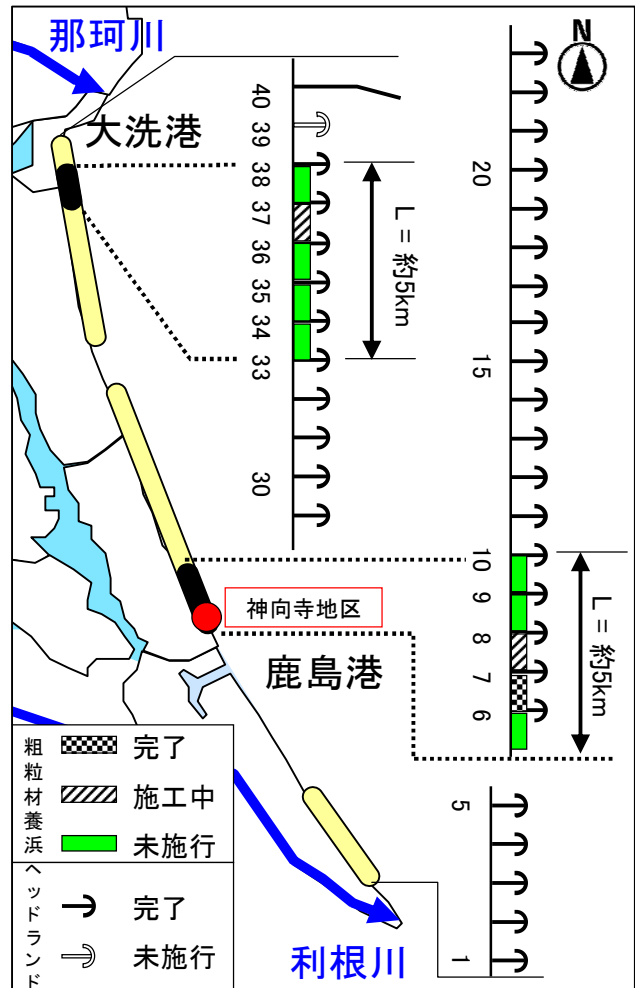 那珂川
大洗港
N
40
39
38
37
36
35
34
33
30
L = 約5km
20
15
10
9
8
7
6
L = 約5km
神向寺地区
鹿島港
5
1
利根川
粗粒材養浜
完了
施工中
未施行
ヘッドランド
完了
未施行